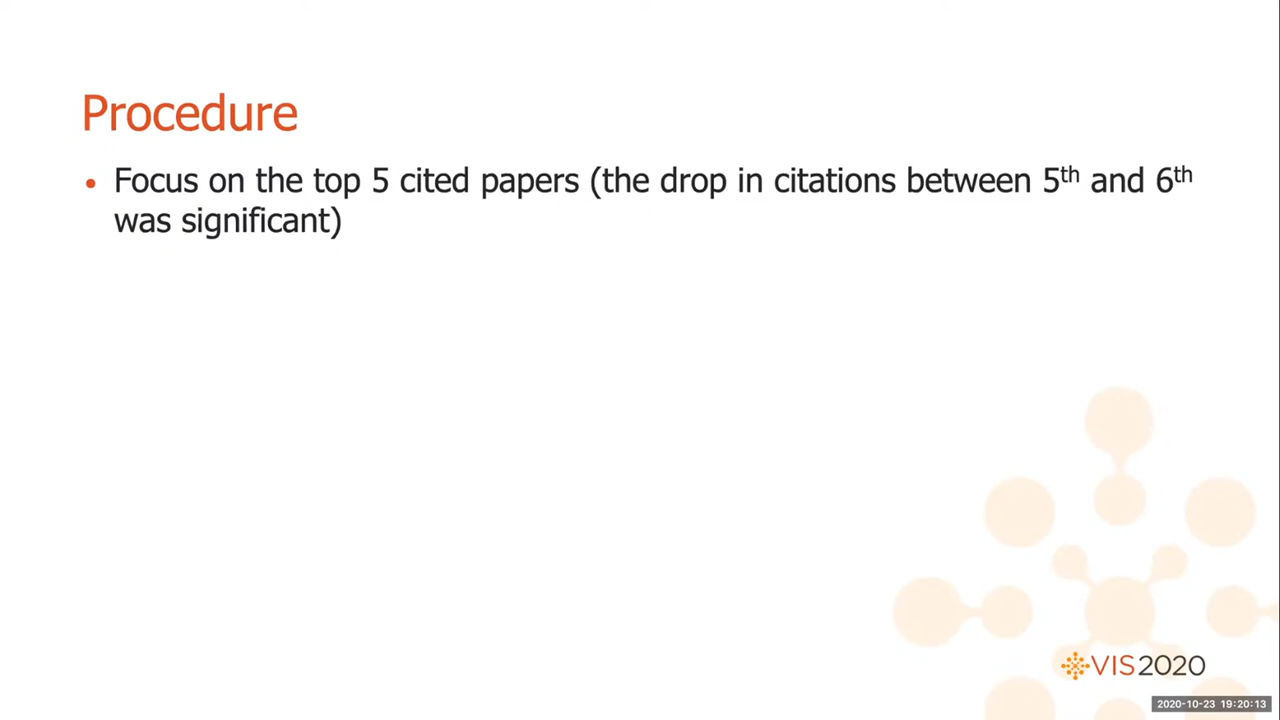 Procedure
• Focus on the top 5 cited papers (the drop in citations between 5th and 6th
was significant)
VIS2020
2020-10-23 19:20:13